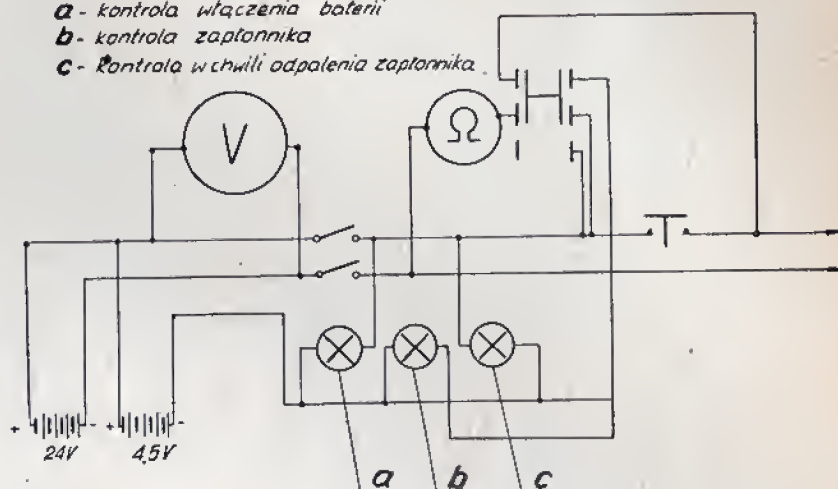 a - kontrola włączenia baterii
b - kontrola zapłonnika
c - kontrola w chwili odpalenia zapłonnika
V
Ω
+ - + -
24V 4,5V
a b c